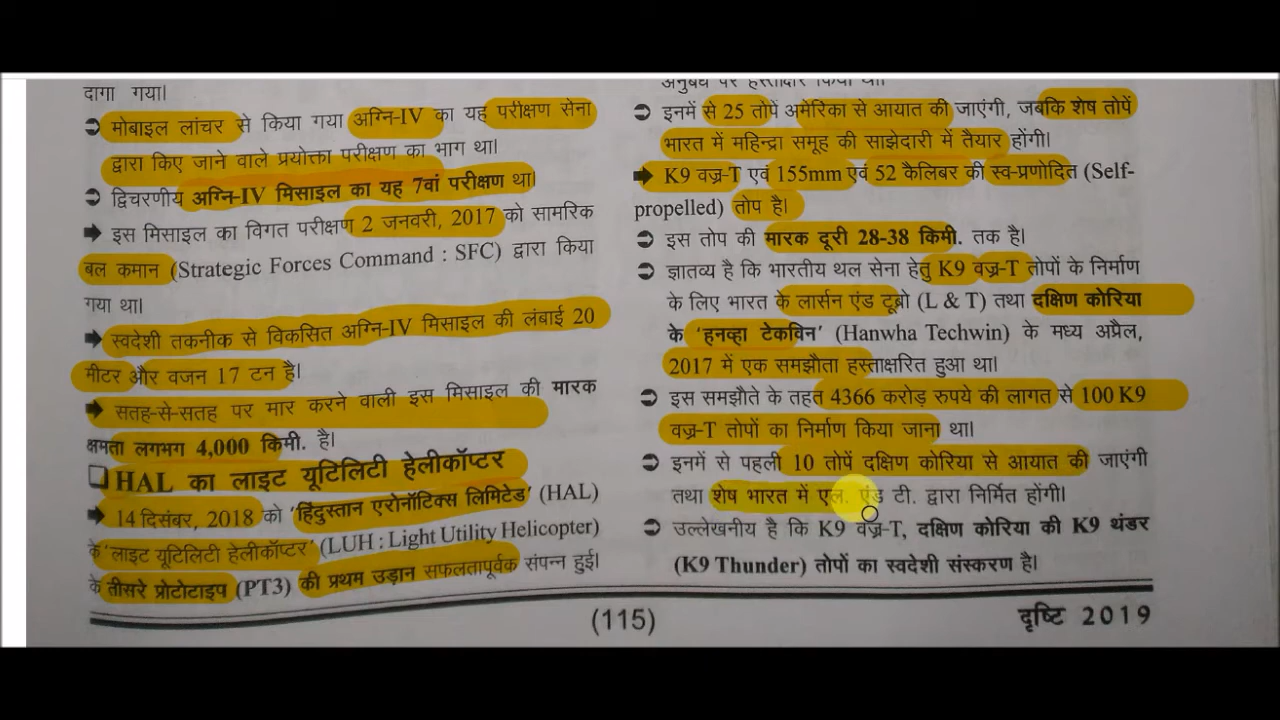 दागा गया।
➲ मोबाइल लांचर से किया गया अग्नि-IV का यह परीक्षण सेना
द्वारा किए जाने वाले प्रयोक्ता परीक्षण का भाग था।
➲ द्विचरणीय अग्नि-IV मिसाइल का यह 7वां परीक्षण था।
➡ इस मिसाइल का विगत परीक्षण 2 जनवरी, 2017 को सामरिक
बल कमान (Strategic Forces Command : SFC) द्वारा किया
गया था।
➡ स्वदेशी तकनीक से विकसित अग्नि-IV मिसाइल की लंबाई 20
मीटर और वजन 17 टन है।
➡ सतह-से-सतह पर मार करने वाली इस मिसाइल की मारक
क्षमता लगभग 4,000 किमी. है।
❑ HAL का लाइट यूटिलिटी हेलीकॉप्टर
➡ 14 दिसंबर, 2018 को 'हिंदुस्तान एरोनॉटिक्स लिमिटेड' (HAL)
के 'लाइट यूटिलिटी हेलीकॉप्टर' (LUH : Light Utility Helicopter)
के तीसरे प्रोटोटाइप (PT3) की प्रथम उड़ान सफलतापूर्वक संपन्न हुई।
अनुबंध पर हस्ताक्षर किया था।
➲ इनमें से 25 तोपें अमेरिका से आयात की जाएंगी, जबकि शेष तोपें
भारत में महिन्द्रा समूह की साझेदारी में तैयार होंगी।
➡ K9 वज्र-T एवं 155mm एवं 52 कैलिबर की स्व-प्रणोदित (Self-
propelled) तोप है।
➲ इस तोप की मारक दूरी 28-38 किमी. तक है।
➲ ज्ञातव्य है कि भारतीय थल सेना हेतु K9 वज्र-T तोपों के निर्माण
के लिए भारत के लार्सन एंड टूब्रो (L & T) तथा दक्षिण कोरिया
के 'हनव्हा टेकविन' (Hanwha Techwin) के मध्य अप्रैल,
2017 में एक समझौता हस्ताक्षरित हुआ था।
➲ इस समझौते के तहत 4366 करोड़ रुपये की लागत से 100 K9
वज्र-T तोपों का निर्माण किया जाना था।
➲ इनमें से पहली 10 तोपें दक्षिण कोरिया से आयात की जाएंगी
तथा शेष भारत में एल. एंड टी. द्वारा निर्मित होंगी।
➲ उल्लेखनीय है कि K9 वज्र-T, दक्षिण कोरिया की K9 थंडर
(K9 Thunder) तोपों का स्वदेशी संस्करण है।
(115)
दृष्टि 2019